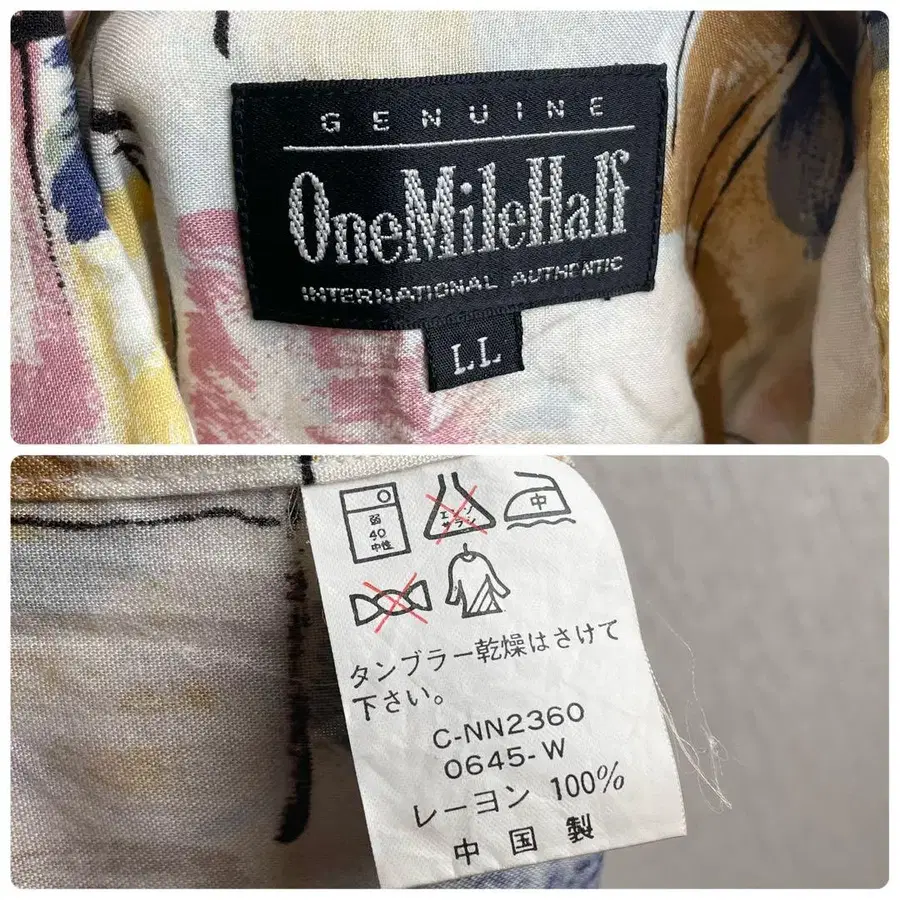 GENUINE
OneMileHalf
INTERNATIONAL AUTHENTIC
LL
弱
40
中性
エンソ
サラシ
中
タンブラー乾燥はさけて
下さい。
C-NN2360
0645-W
レーヨン 100%
中国製